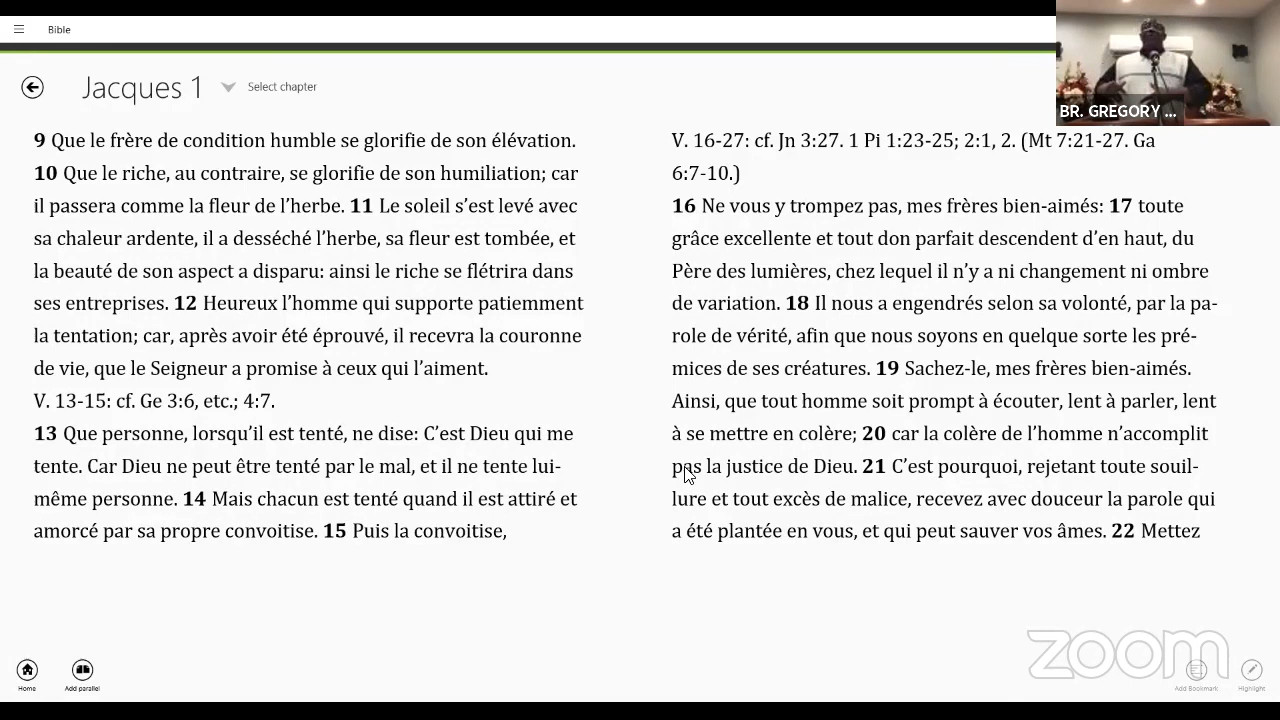 Bible
BR. GREGORY ...
Jacques 1
Select chapter
9 Que le frère de condition humble se glorifie de son élévation.
10 Que le riche, au contraire, se glorifie de son humiliation; car
il passera comme la fleur de l’herbe. 11 Le soleil s’est levé avec
sa chaleur ardente, il a desséché l’herbe, sa fleur est tombée, et
la beauté de son aspect a disparu: ainsi le riche se flétrira dans
ses entreprises. 12 Heureux l’homme qui supporte patiemment
la tentation; car, après avoir été éprouvé, il recevra la couronne
de vie, que le Seigneur a promise à ceux qui l’aiment.
V. 13-15: cf. Ge 3:6, etc.; 4:7.
13 Que personne, lorsqu’il est tenté, ne dise: C’est Dieu qui me
tente. Car Dieu ne peut être tenté par le mal, et il ne tente lui-
même personne. 14 Mais chacun est tenté quand il est attiré et
amorcé par sa propre convoitise. 15 Puis la convoitise,
V. 16-27: cf. Jn 3:27. 1 Pi 1:23-25; 2:1, 2. (Mt 7:21-27. Ga
6:7-10.)
16 Ne vous y trompez pas, mes frères bien-aimés: 17 toute
grâce excellente et tout don parfait descendent d’en haut, du
Père des lumières, chez lequel il n’y a ni changement ni ombre
de variation. 18 Il nous a engendrés selon sa volonté, par la pa-
role de vérité, afin que nous soyons en quelque sorte les pré-
mices de ses créatures. 19 Sachez-le, mes frères bien-aimés.
Ainsi, que tout homme soit prompt à écouter, lent à parler, lent
à se mettre en colère; 20 car la colère de l’homme n’accomplit
pas la justice de Dieu. 21 C’est pourquoi, rejetant toute souil-
lure et tout excès de malice, recevez avec douceur la parole qui
a été plantée en vous, et qui peut sauver vos âmes. 22 Mettez
zoom
Home
Add parallel
Add Bookmark
Highlight